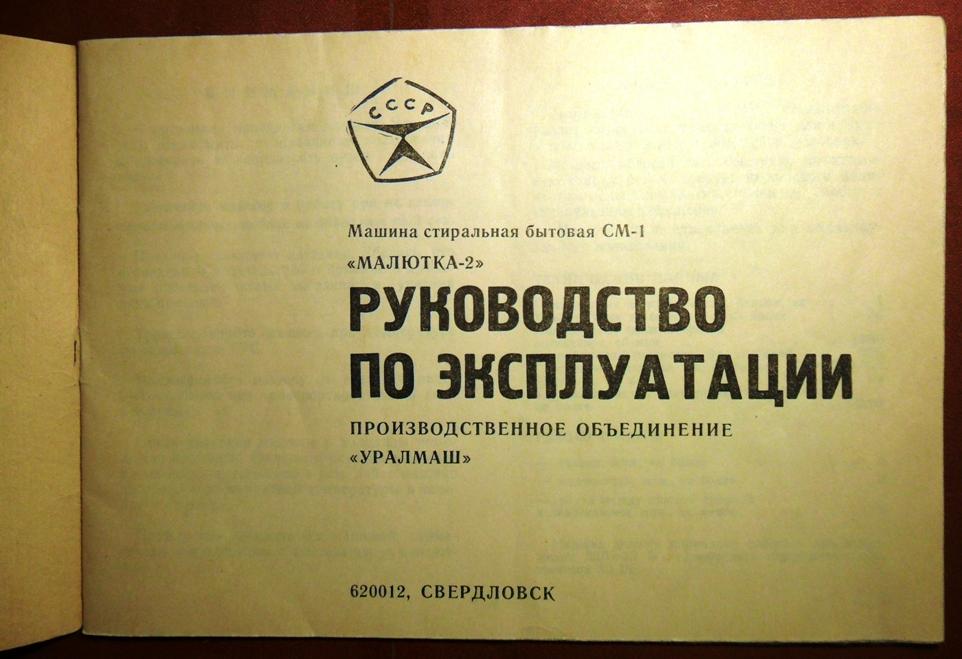 СССР
Машина стиральная бытовая СМ-1
«МАЛЮТКА-2»
РУКОВОДСТВО
ПО ЭКСПЛУАТАЦИИ
ПРОИЗВОДСТВЕННОЕ ОБЪЕДИНЕНИЕ
«УРАЛМАШ»
620012, СВЕРДЛОВСК